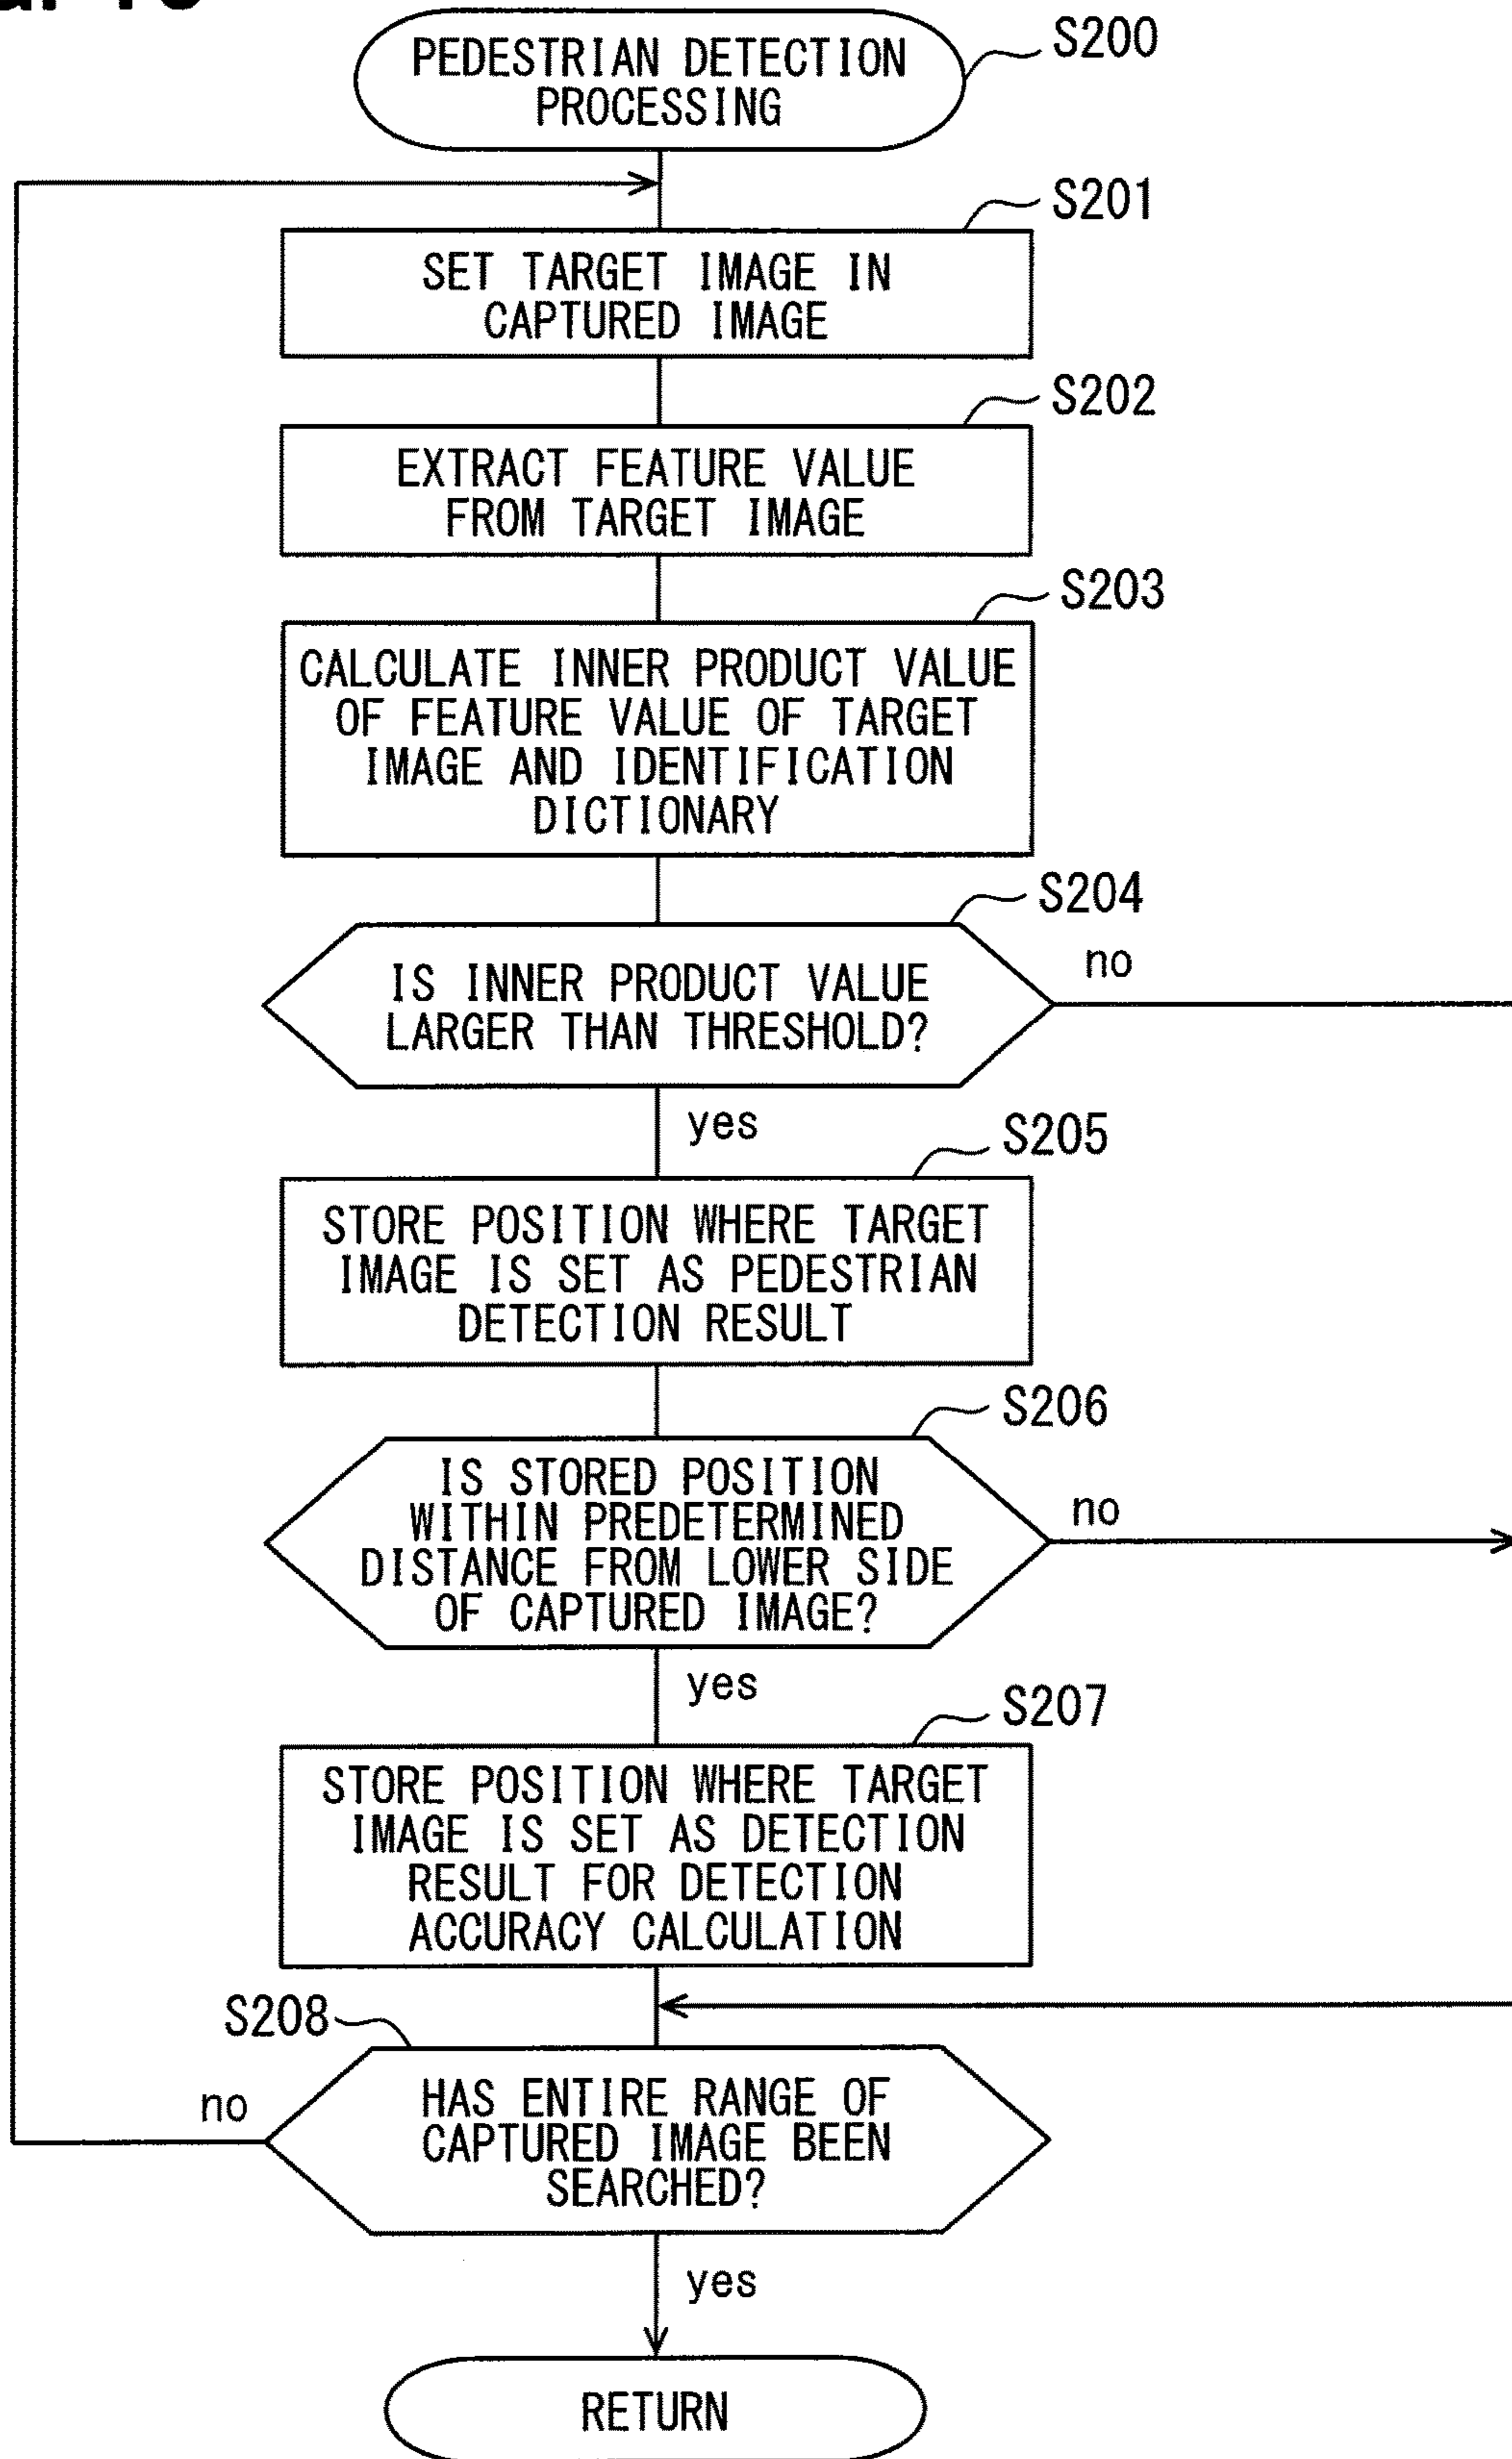 PEDESTRIAN DETECTION
PROCESSING
S200
S201
SET TARGET IMAGE IN
CAPTURED IMAGE
S202
EXTRACT FEATURE VALUE
FROM TARGET IMAGE
S203
CALCULATE INNER PRODUCT VALUE
OF FEATURE VALUE OF TARGET
IMAGE AND IDENTIFICATION
DICTIONARY
S204
IS INNER PRODUCT VALUE
LARGER THAN THRESHOLD?
no
yes
S205
STORE POSITION WHERE TARGET
IMAGE IS SET AS PEDESTRIAN
DETECTION RESULT
S206
IS STORED POSITION
WITHIN PREDETERMINED
DISTANCE FROM LOWER SIDE
OF CAPTURED IMAGE?
no
yes
S207
STORE POSITION WHERE TARGET
IMAGE IS SET AS DETECTION
RESULT FOR DETECTION
ACCURACY CALCULATION
S208
HAS ENTIRE RANGE OF
CAPTURED IMAGE BEEN
SEARCHED?
no
yes
RETURN